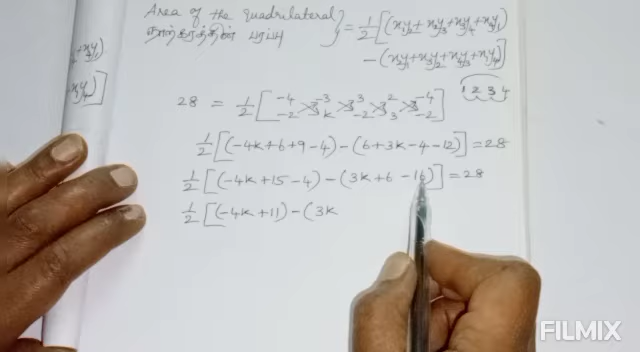 Area of the Quadrilateral } = 1/2 [(x₁y₂ + x₂y₃ + x₃y₄ + x₄y₁)
நாற்கரத்தின் பரப்பு
- (x₂y₁ + x₃y₂ + x₄y₃ + x₁y₄)]
1 2 3 4
28 = 1/2 [ -4 -3 3 2 -4
-2 k -2 3 -2 ]
1/2 [(-4k+6+9-4) - (6+3k-4-12)] = 28
1/2 [(-4k+15-4) - (3k+6-16)] = 28
1/2 [(-4k+11) - (3k
FILMIX